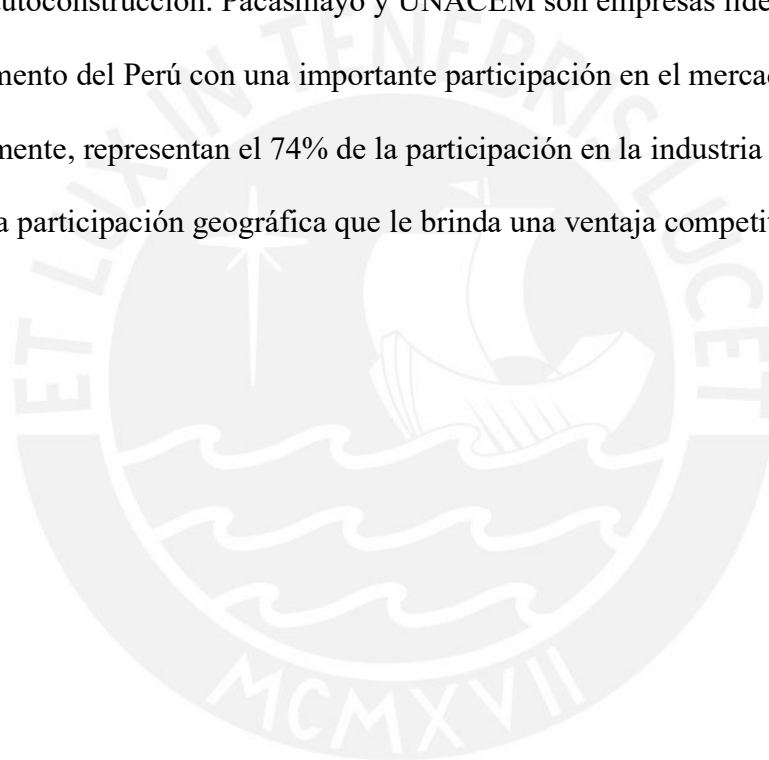 autoconstrucción. Pacasmayo y UNACEM son empresas líde
mento del Perú con una importante participación en el merca
mente, representan el 74% de la participación en la industria
a participación geográfica que le brinda una ventaja competit
ET LUX IN TENEBRIS LUCET
MCMXVII